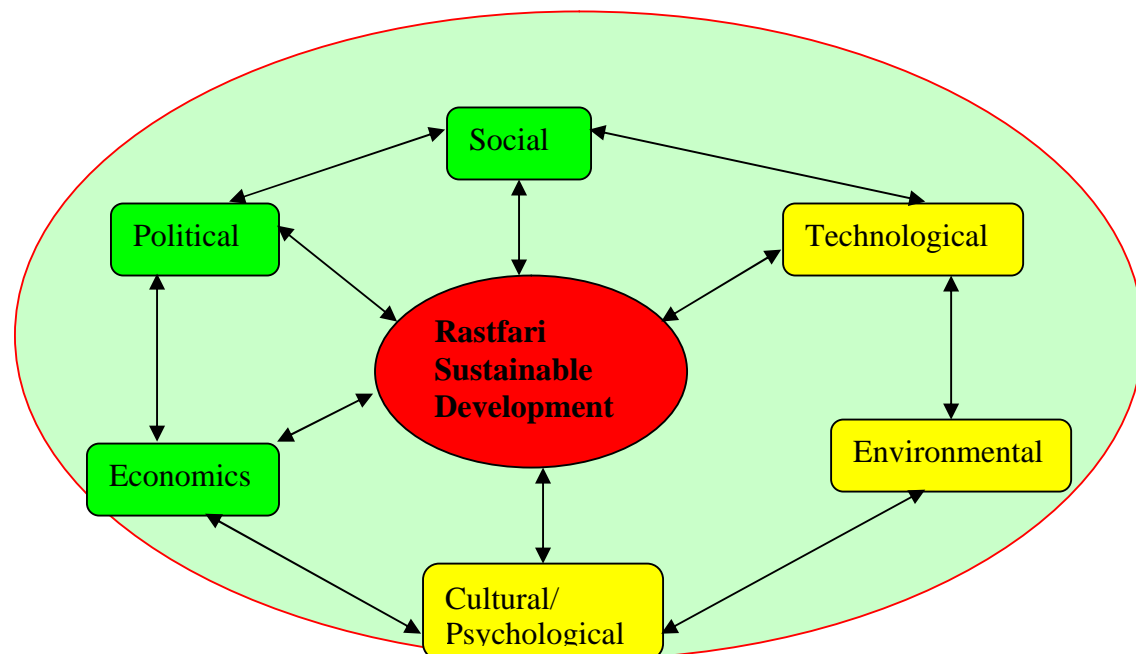 Social
Political
Technological
Rastfari
Sustainable
Development
Economics
Environmental
Cultural/
Psychological